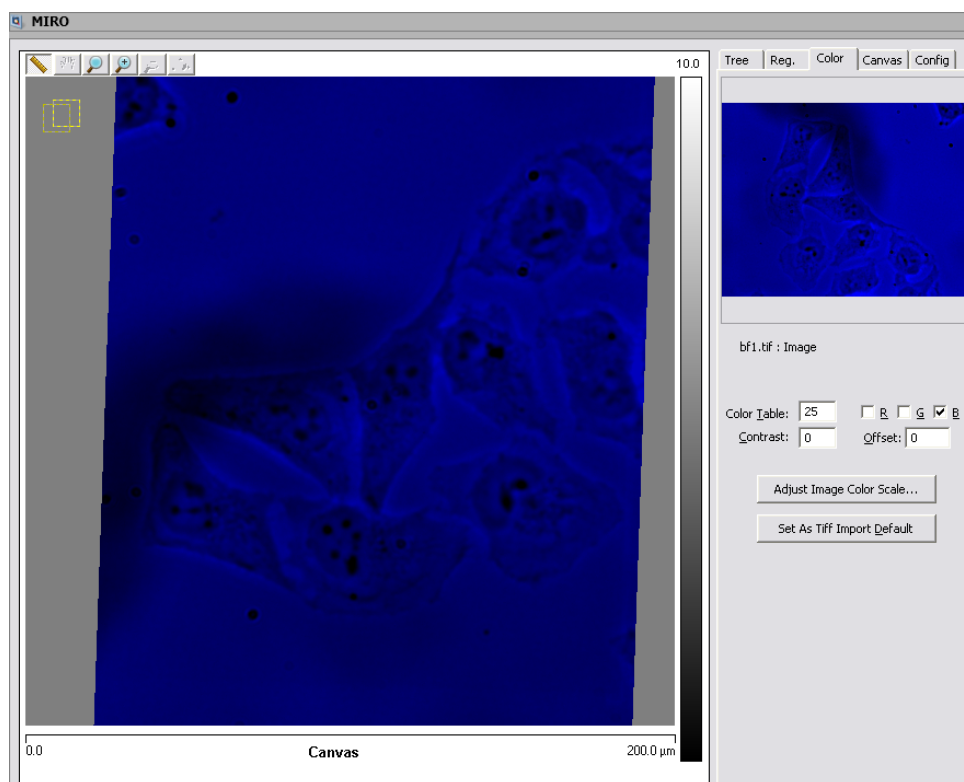 MIRO
10.0
Tree Reg. Color Canvas Config
bf1.tif : Image
Color Table: 25 R G B
Contrast: 0 Offset: 0
Adjust Image Color Scale...
Set As Tiff Import Default
0.0 Canvas 200.0 µm